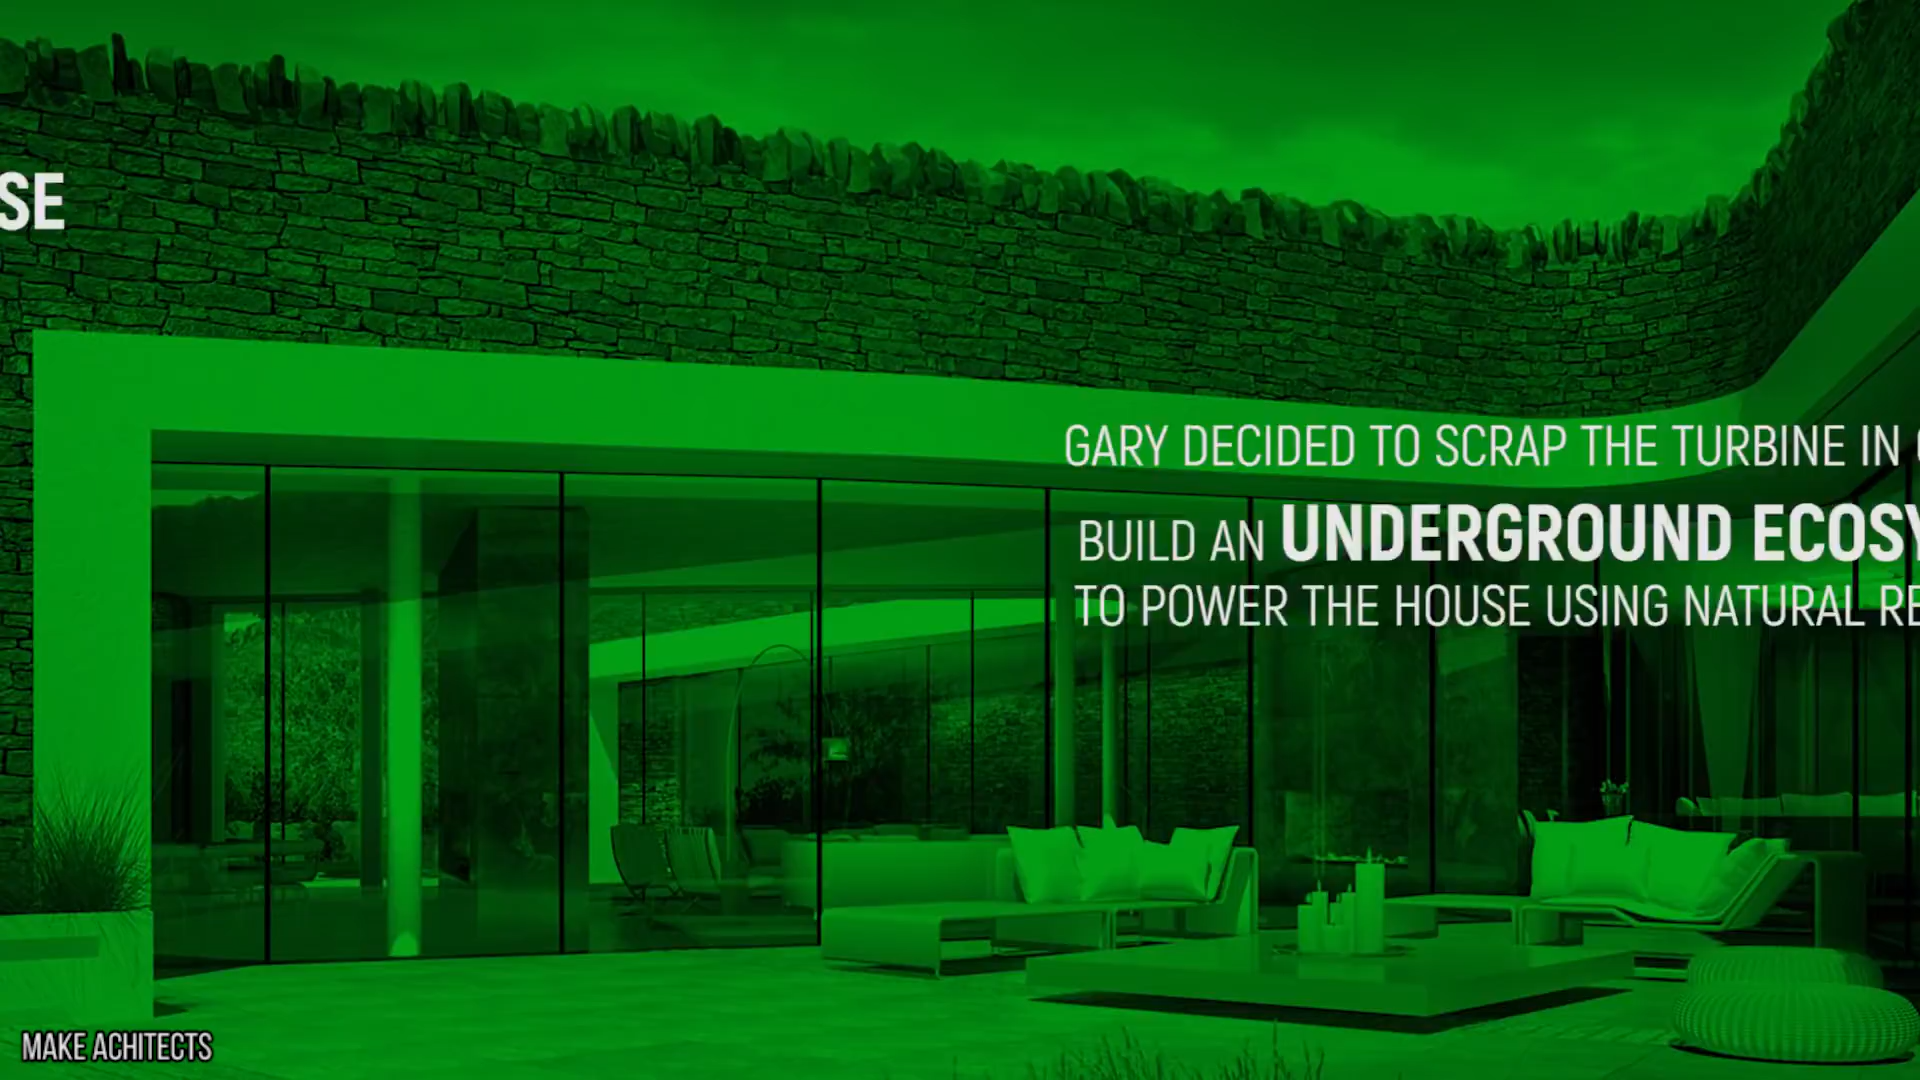 SE
GARY DECIDED TO SCRAP THE TURBINE IN
BUILD AN UNDERGROUND ECOSY
TO POWER THE HOUSE USING NATURAL RE
MAKE ACHITECTS